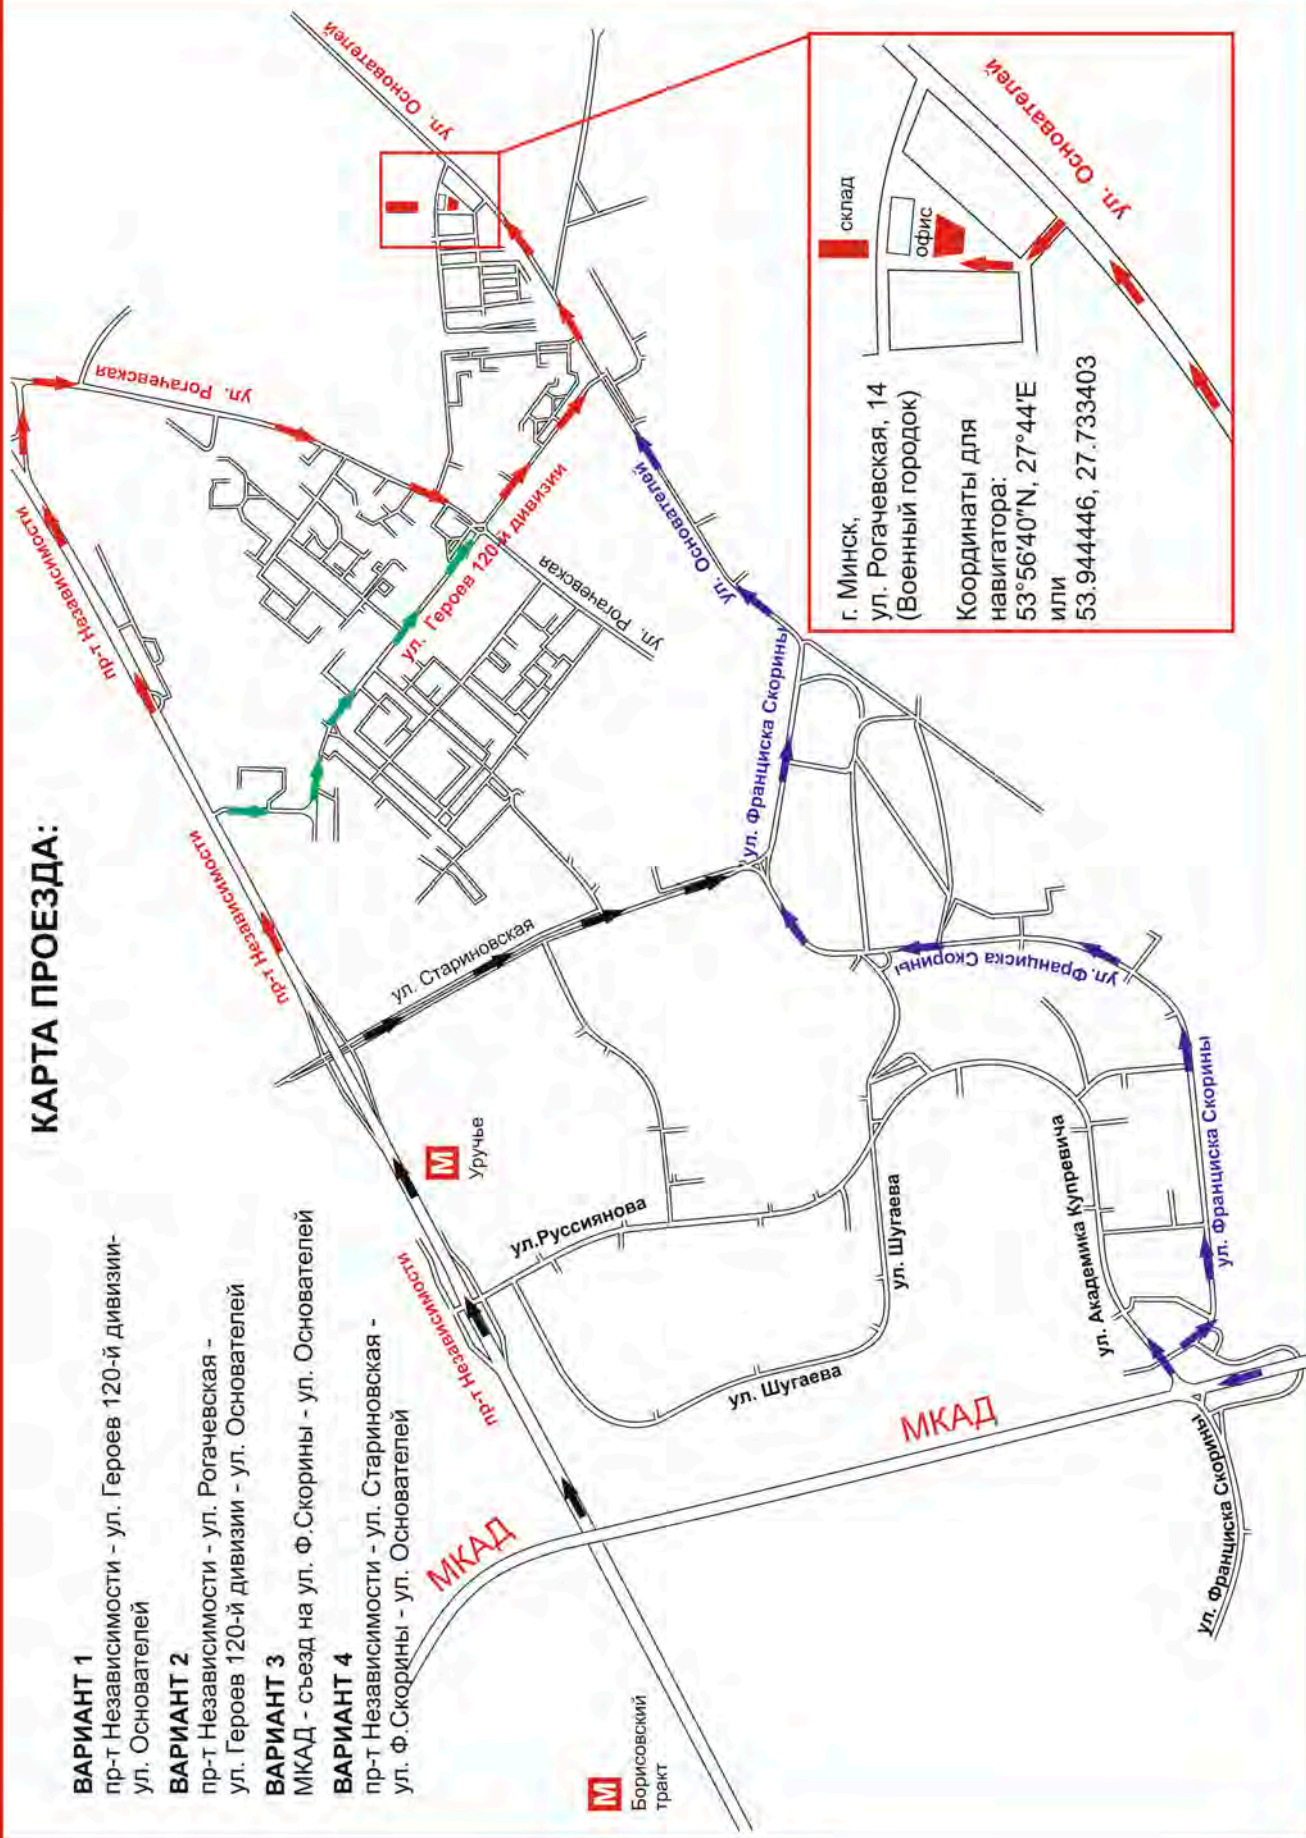 КАРТА ПРОЕЗДА:
ВАРИАНТ 1
пр-т Независимости - ул. Героев 120-й дивизии-
ул. Основателей
ВАРИАНТ 2
пр-т Независимости - ул. Рогачевская -
ул. Героев 120-й дивизии - ул. Основателей
ВАРИАНТ 3
МКАД - съезд на ул. Ф.Скорины - ул. Основателей
ВАРИАНТ 4
пр-т Независимости - ул. Стариновская -
ул. Ф.Скорины - ул. Основателей
М
Борисовский
тракт
МКАД
МКАД
пр-т Независимости
М
Уручье
пр-т Независимости
пр-т Независимости
пр-т Независимости
пр-т Независимости
ул. Рогачевская
ул. Героев 120-й дивизии
ул. Рогачевская
ул. Стариновская
ул.Руссиянова
ул. Шугаева
ул. Шугаева
ул. Академика Купревича
ул. Франциска Скорины
ул. Франциска Скорины
ул. Франциска Скорины
ул. Франциска Скорины
ул. Основателей
ул. Основателей
г. Минск,
ул. Рогачевская, 14
(Военный городок)
Координаты для
навигатора:
53°56'40"N, 27°44'E
или
53.944446, 27.733403
склад
офис
ул. Основателей